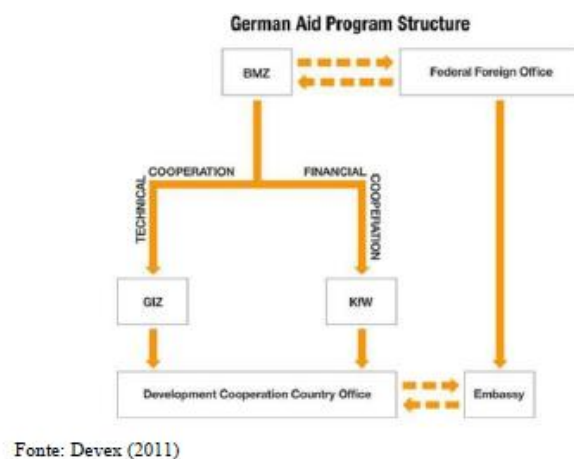 German Aid Program Structure
BMZ
Federal Foreign Office
TECHNICAL
COOPERATION
FINANCIAL
COOPERATION
GIZ
KfW
Development Cooperation Country Office
Embassy
Fonte: Devex (2011)